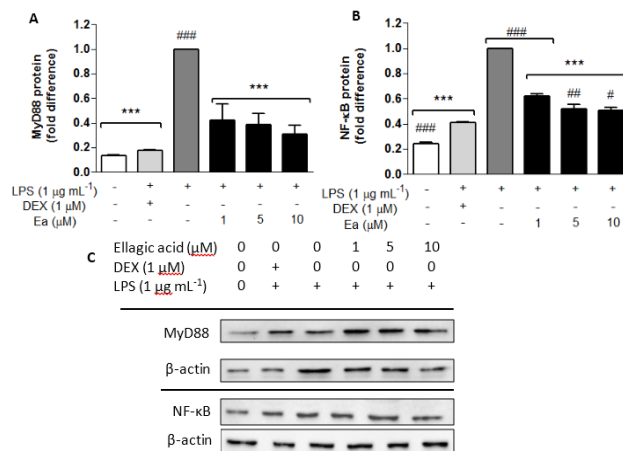 A
MyD88 protein
(fold difference)
1.2
1.0
0.8
0.6
0.4
0.2
0.0
***
###
***
LPS (1 µg mL⁻¹) - + + + + +
DEX (1 µM) - + - - - -
Ea (µM) - - - 1 5 10
B
NF-κB protein
(fold difference)
1.2
1.0
0.8
0.6
0.4
0.2
0.0
###
***
###
***
##
#
LPS (1 µg mL⁻¹) - + + + + +
DEX (1 µM) - + - - - -
Ea (µM) - - - 1 5 10
C
Ellagic acid (µM) 0 0 0 1 5 10
DEX (1 µM) 0 + 0 0 0 0
LPS (1 µg mL⁻¹) 0 + + + + +
MyD88
β-actin
NF-κB
β-actin